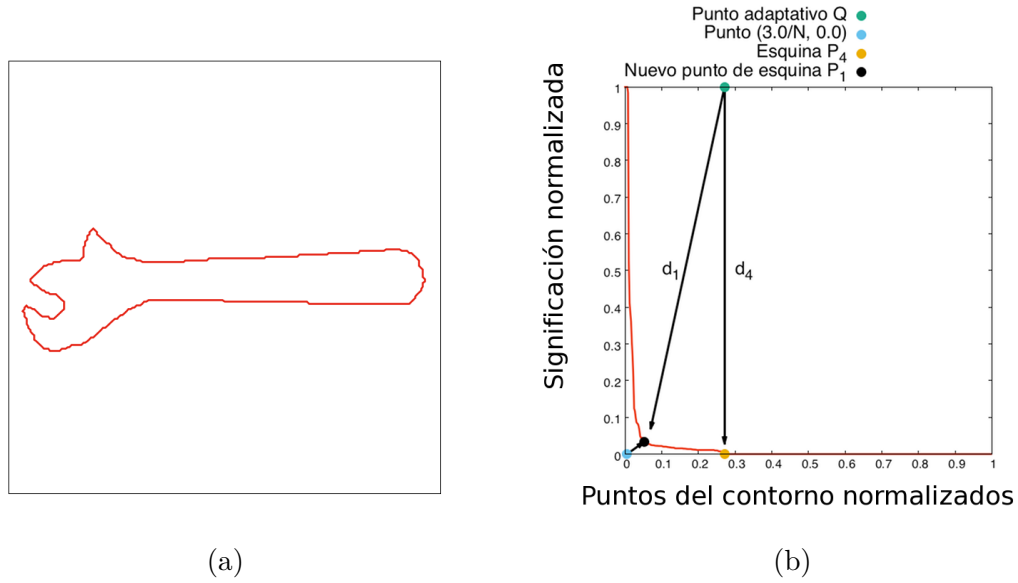 Punto adaptativo Q
Punto (3.0/N, 0.0)
Esquina P4
Nuevo punto de esquina P1
Significación normalizada
1
0.9
0.8
0.7
0.6
0.5
0.4
0.3
0.2
0.1
0
d1
d4
0 0.1 0.2 0.3 0.4 0.5 0.6 0.7 0.8 0.9 1
Puntos del contorno normalizados
(a) (b)